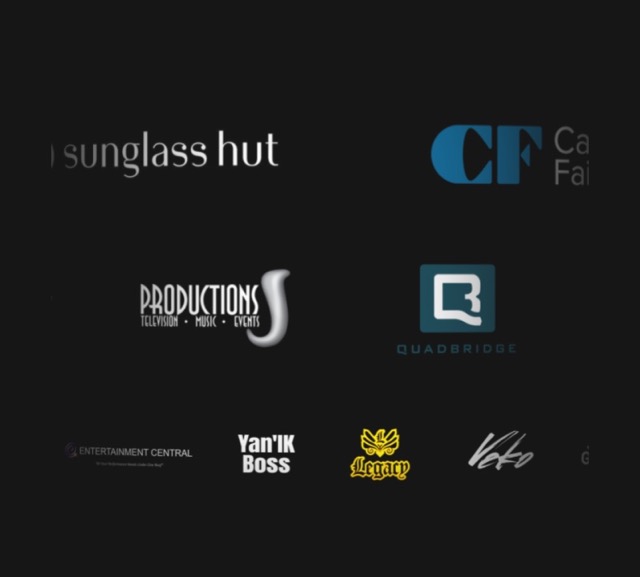 sunglass hut
CF Ca
Fai
PRODUCTIONS J
TELEVISION • MUSIC • EVENTS
QUADBRIDGE
ENTERTAINMENT CENTRAL
Yan'IK
Boss
Legacy
Veko
G